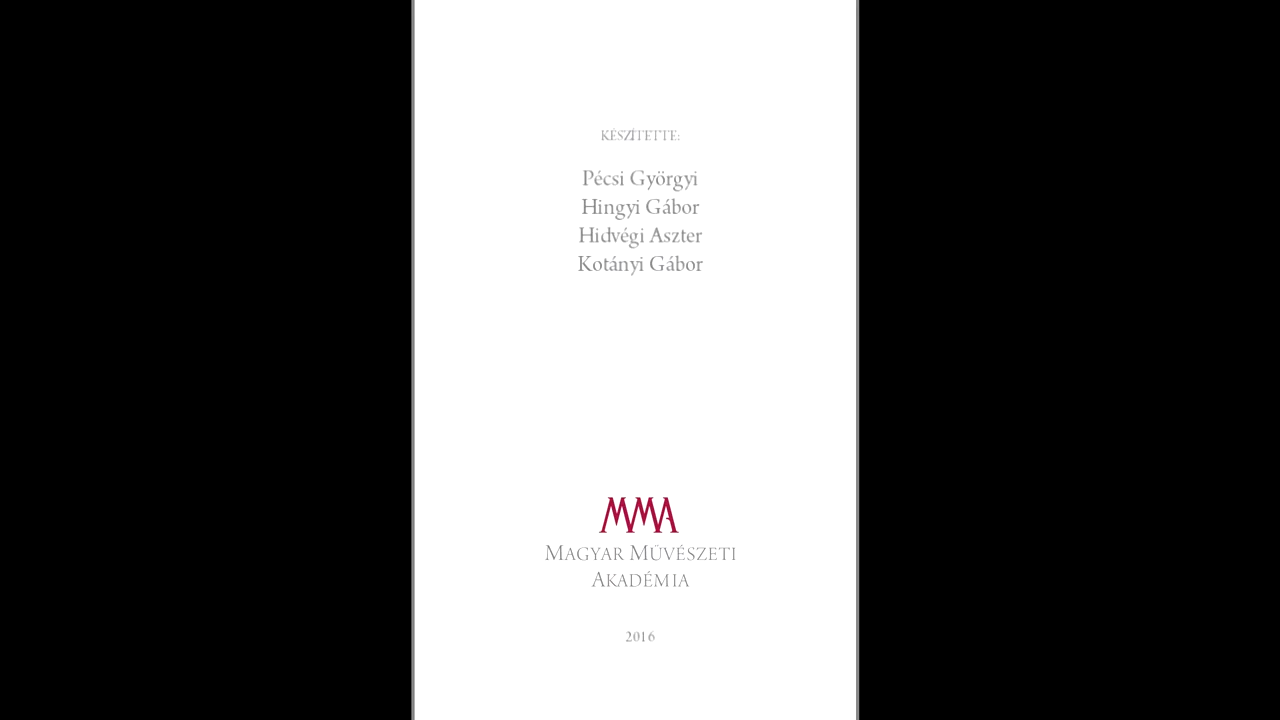 KÉSZÍTETTE:
Pécsi Györgyi
Hingyi Gábor
Hidvégi Aszter
Kotányi Gábor
MMA
MAGYAR MŰVÉSZETI
AKADÉMIA
2016